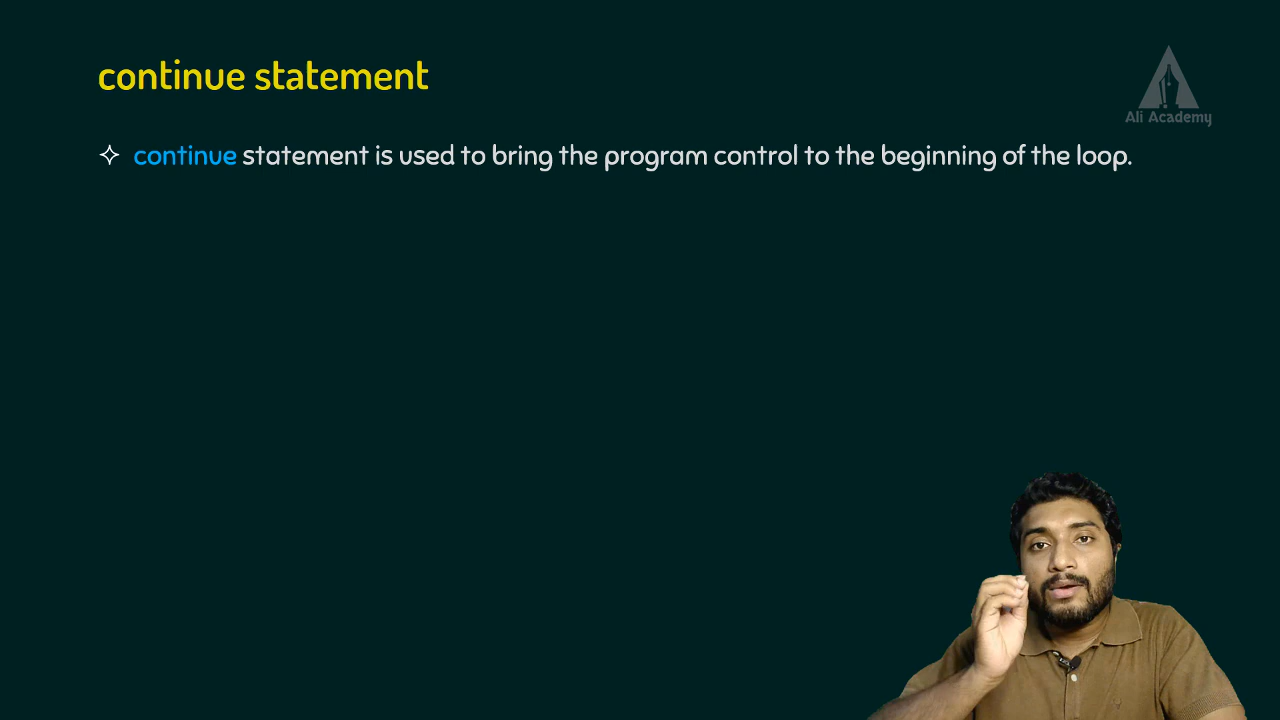 continue statement
Ali Academy
✧ continue statement is used to bring the program control to the beginning of the loop.